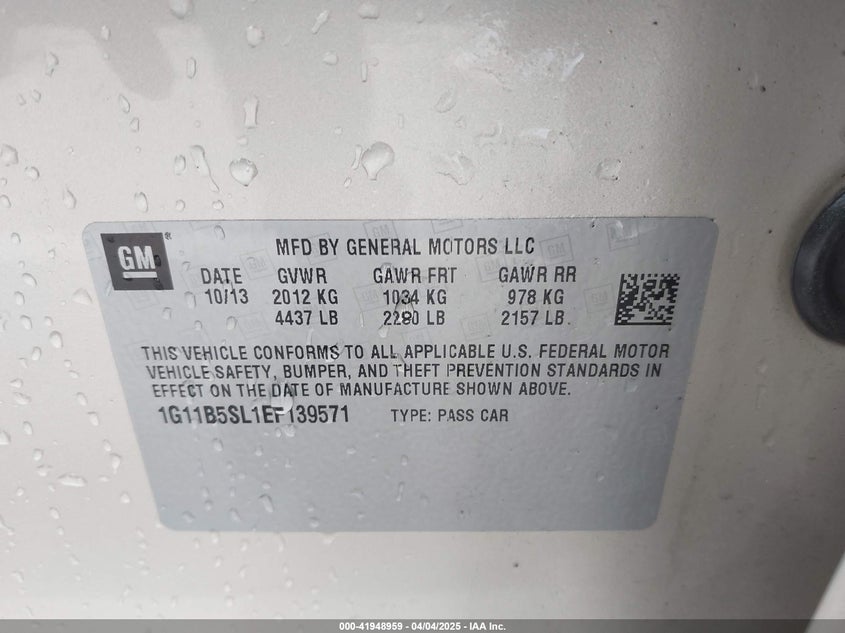 GM
MFD BY GENERAL MOTORS LLC
DATE GVWR GAWR FRT GAWR RR
10/13 2012 KG 1034 KG 978 KG
4437 LB 2280 LB 2157 LB
THIS VEHICLE CONFORMS TO ALL APPLICABLE U.S. FEDERAL MOTOR
VEHICLE SAFETY, BUMPER, AND THEFT PREVENTION STANDARDS IN
EFFECT ON THE DATE OF MANUFACTURE SHOWN ABOVE.
1G11B5SL1EF139571 TYPE: PASS CAR
000-41948959 - 04/04/2025 - IAA Inc.